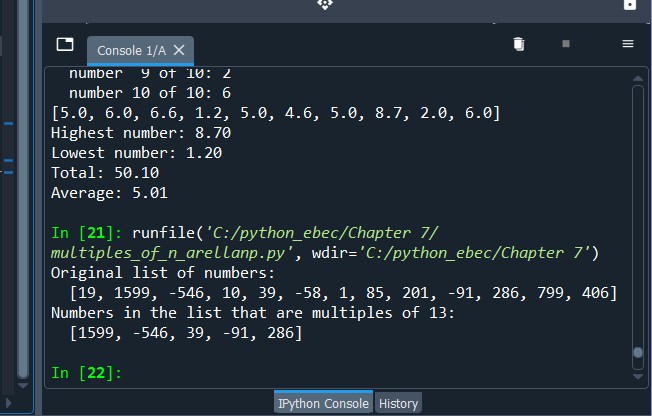 Console 1/A
number  9 of 10: 2
number 10 of 10: 6
[5.0, 6.0, 6.6, 1.2, 5.0, 4.6, 5.0, 8.7, 2.0, 6.0]
Highest number: 8.70
Lowest number: 1.20
Total: 50.10
Average: 5.01
In [21]: runfile('C:/python_ebec/Chapter 7/
multiples_of_n_arellanp.py', wdir='C:/python_ebec/Chapter 7')
Original list of numbers:
[19, 1599, -546, 10, 39, -58, 1, 85, 201, -91, 286, 799, 406]
Numbers in the list that are multiples of 13:
[1599, -546, 39, -91, 286]
In [22]:
IPython Console History